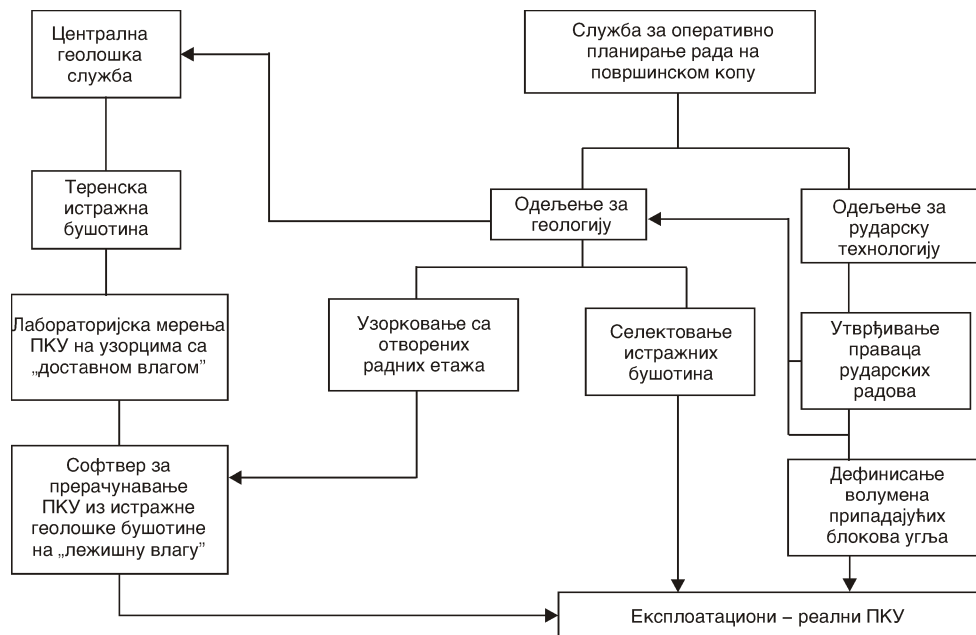 Централна
геолошка
служба
Служба за оперативно
планирање рада на
површинском копу
Теренска
истражна
бушотина
Одељење за
геологију
Одељење за
рударску
технологију
Лабораторијска мерења
ПКУ на узорцима са
„доставном влагом”
Узорковање са
отворених
радних етажа
Селектовање
истражних
бушотина
Утврђивање
праваца
рударских
радова
Софтвер за
прерачунавање
ПКУ из истражне
геолошке бушотине
на „лежишну влагу”
Дефинисање
волумена
припадајућих
блокова угља
Експлоатациони – реални ПКУ